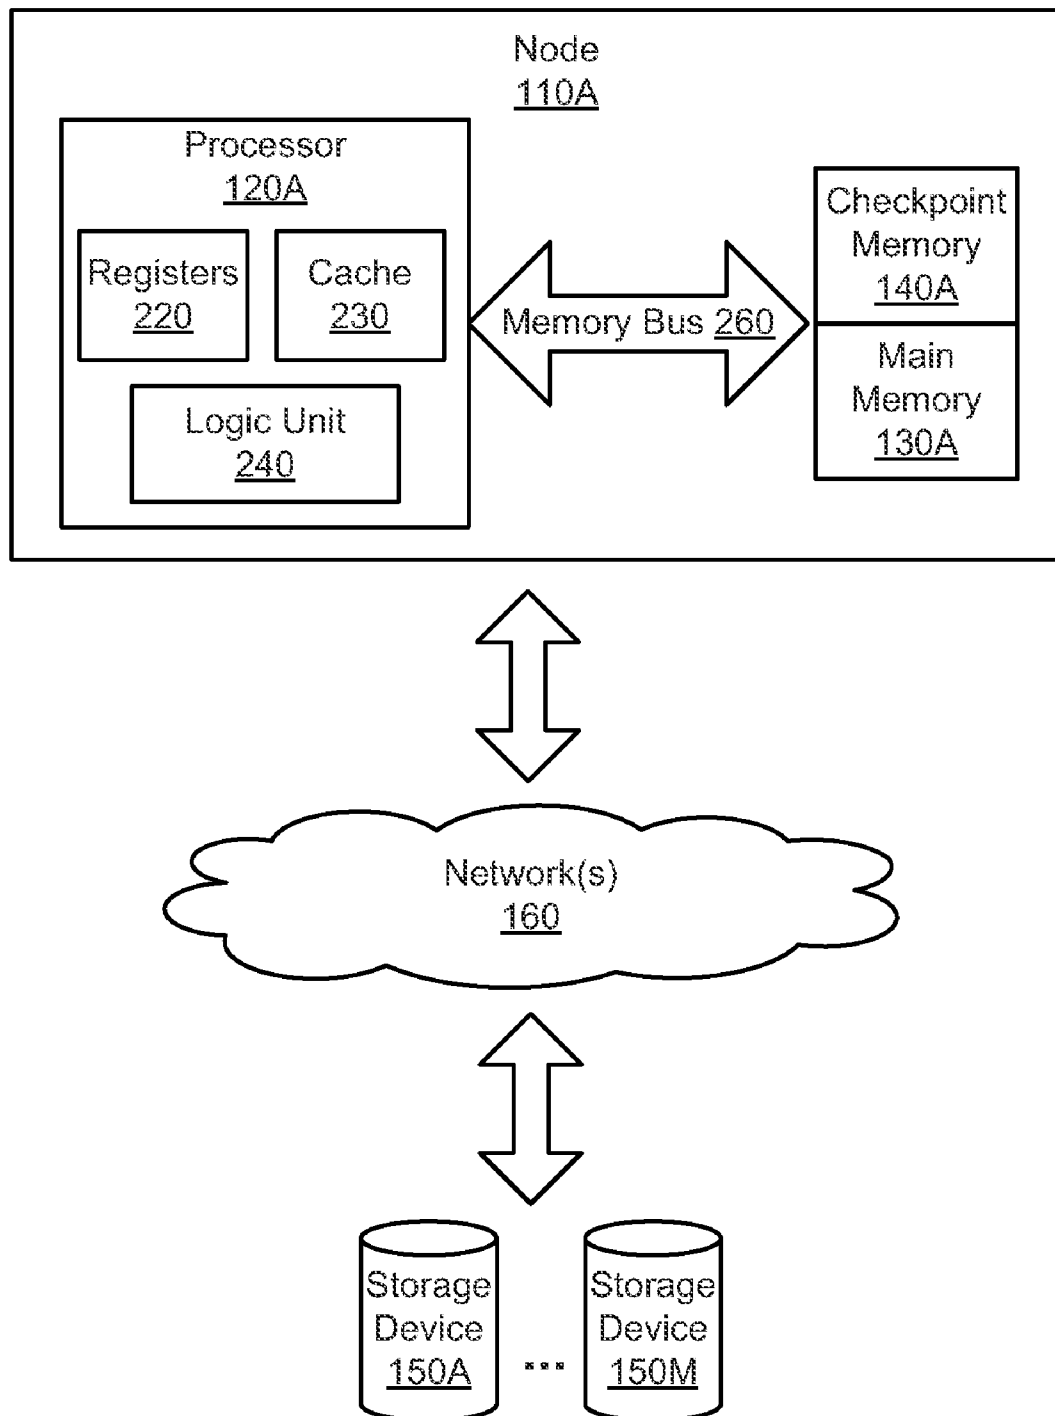 Node
110A
Processor
120A
Registers
220
Cache
230
Logic Unit
240
Memory Bus 260
Checkpoint
Memory
140A
Main
Memory
130A
Network(s)
160
Storage
Device
150A
...
Storage
Device
150M